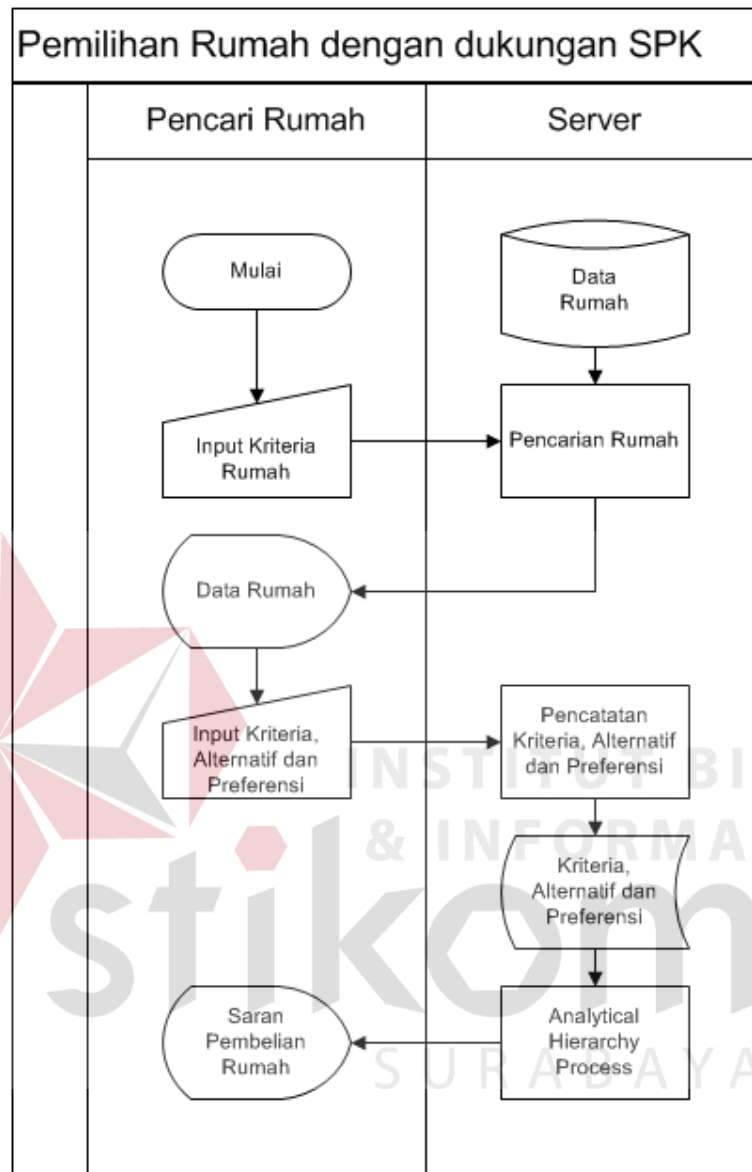 Pemilihan Rumah dengan dukungan SPK
Pencari Rumah
Server
Mulai
Data
Rumah
Input Kriteria
Rumah
Pencarian Rumah
Data Rumah
Input Kriteria,
Alternatif dan
Preferensi
Pencatatan
Kriteria, Alternatif
dan Preferensi
INSTITUT BI
& INFORMA
stikom
Kriteria,
Alternatif dan
Preferensi
Saran
Pembelian
Rumah
Analytical
Hierarchy
Process
SURABAYA